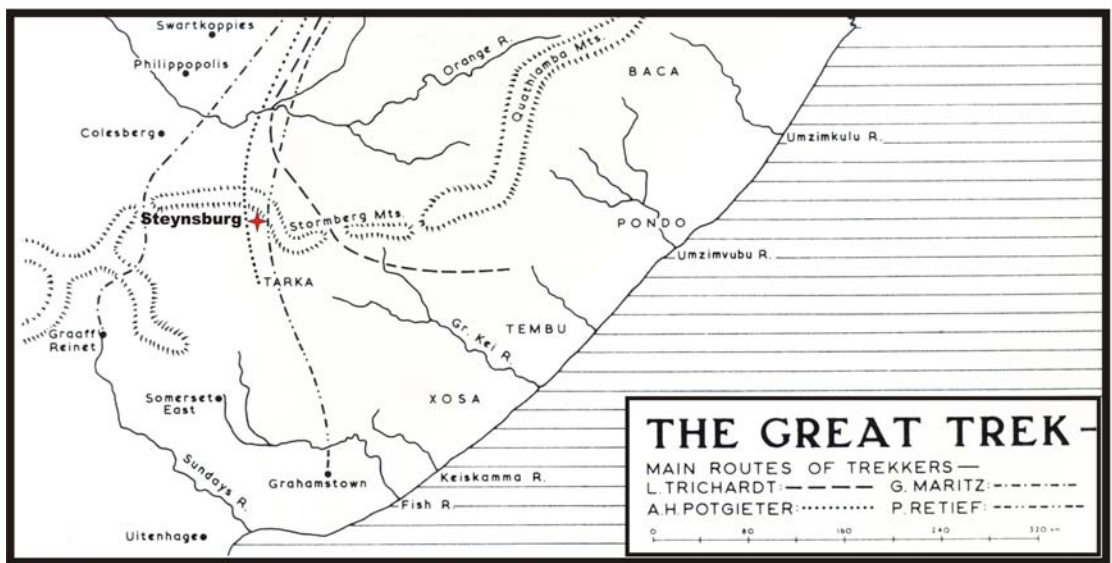 Swartkoppies
Philippopolis
Orange R.
Quathlamba Mts.
BACA
Colesberg
Umzimkulu R.
Steynsburg
Stormberg Mts.
PONDO
Umzimvubu R.
TARKA
Graaff
Reinet
Gr. Kei R.
TEMBU
Somerset
East
XOSA
Sundays R.
Grahamstown
Keiskamma R.
Fish R.
Uitenhage
THE GREAT TREK -
MAIN ROUTES OF TREKKERS —
L. TRICHARDT: G. MARITZ:
A.H. POTGIETER: P. RETIEF:
0 80 160 240 320 km